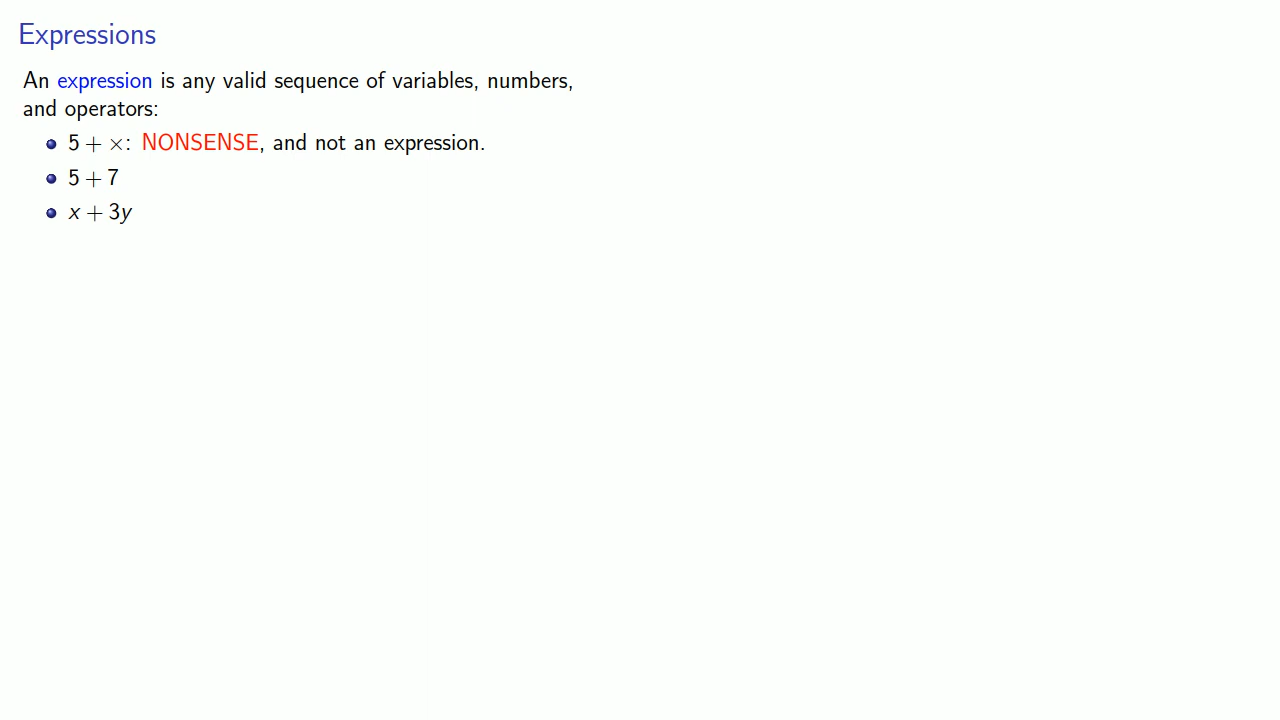 Expressions
An expression is any valid sequence of variables, numbers,
and operators:
5 + ×: NONSENSE, and not an expression.
5 + 7
x + 3y